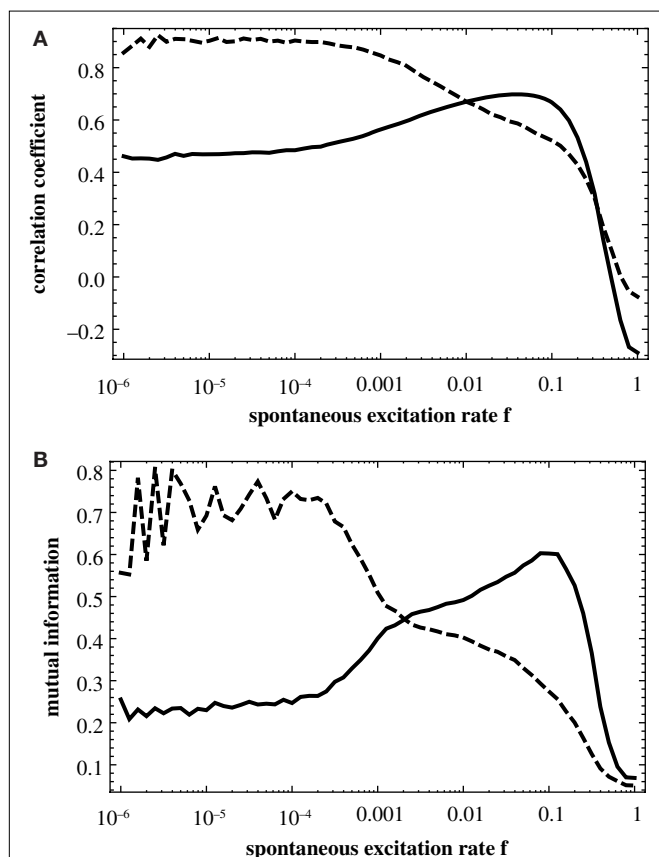 A
correlation coefficient
0.8
0.6
0.4
0.2
0.0
−0.2
10⁻⁶ 10⁻⁵ 10⁻⁴ 0.001 0.01 0.1 1
spontaneous excitation rate f
B
mutual information
0.8
0.7
0.6
0.5
0.4
0.3
0.2
0.1
10⁻⁶ 10⁻⁵ 10⁻⁴ 0.001 0.01 0.1 1
spontaneous excitation rate f